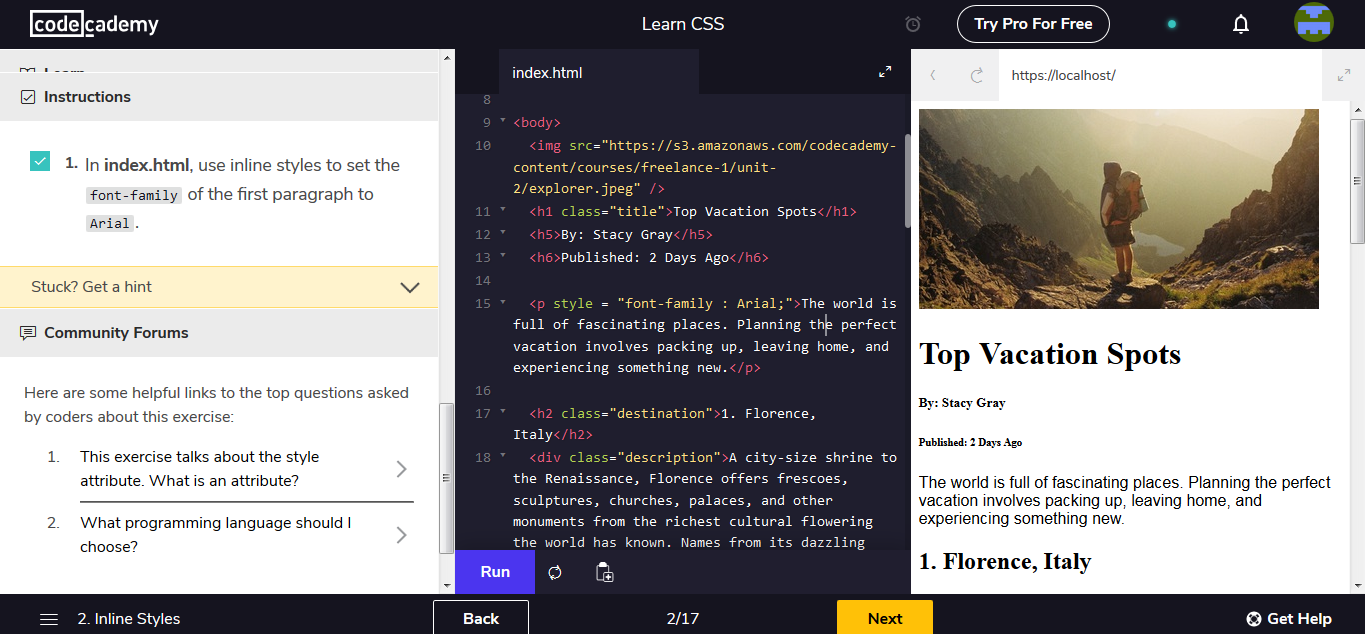 codecademy
Learn CSS
Try Pro For Free
Learn
Instructions
1. In index.html, use inline styles to set the
font-family of the first paragraph to
Arial.
Stuck? Get a hint
Community Forums
Here are some helpful links to the top questions asked
by coders about this exercise:
1. This exercise talks about the style
attribute. What is an attribute?
2. What programming language should I
choose?
index.html
8
9 <body>
10 <img src="https://s3.amazonaws.com/codecademy-
content/courses/freelance-1/unit-
2/explorer.jpeg" />
11 <h1 class="title">Top Vacation Spots</h1>
12 <h5>By: Stacy Gray</h5>
13 <h6>Published: 2 Days Ago</h6>
14
15 <p style = "font-family : Arial;">The world is
full of fascinating places. Planning the perfect
vacation involves packing up, leaving home, and
experiencing something new.</p>
16
17 <h2 class="destination">1. Florence,
Italy</h2>
18 <div class="description">A city-size shrine to
the Renaissance, Florence offers frescoes,
sculptures, churches, palaces, and other
monuments from the richest cultural flowering
the world has known. Names from its dazzling
Run
https://localhost/
Top Vacation Spots
By: Stacy Gray
Published: 2 Days Ago
The world is full of fascinating places. Planning the perfect
vacation involves packing up, leaving home, and
experiencing something new.
1. Florence, Italy
2. Inline Styles
Back
2/17
Next
Get Help